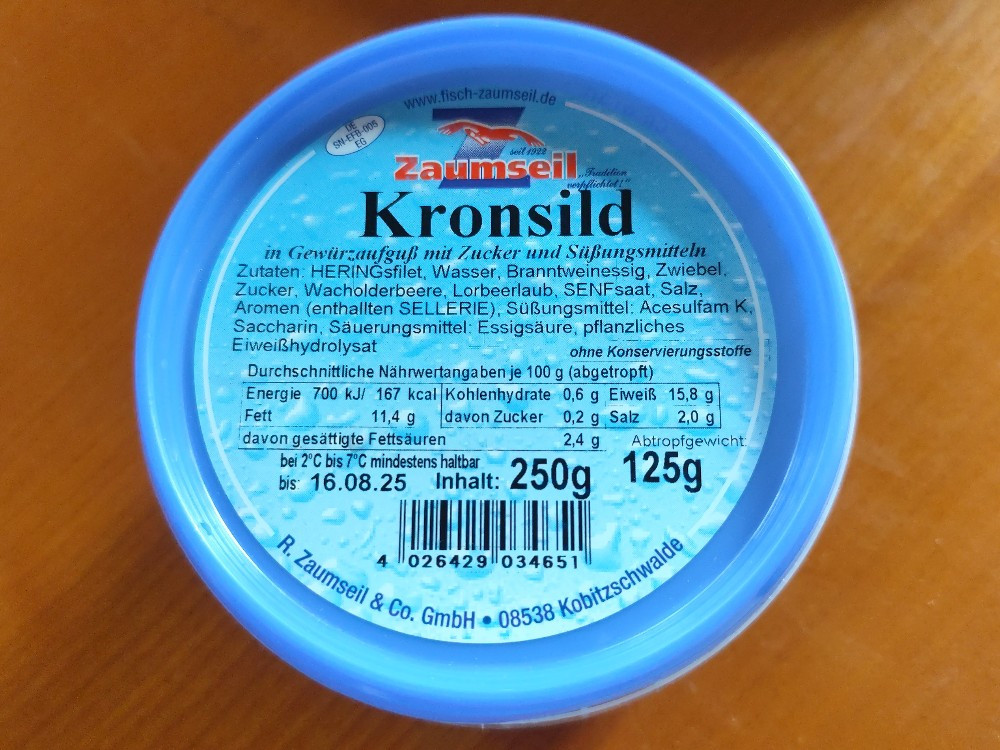 www.fisch-zaumseil.de
DE
SN-EFB-005
EG
seit 1922
Zaumseil
„Tradition
verpflichtet!“
Kronsild
in Gewürzaufguß mit Zucker und Süßungsmitteln
Zutaten: HERINGsfilet, Wasser, Branntweinessig, Zwiebel,
Zucker, Wacholderbeere, Lorbeerlaub, SENFsaat, Salz,
Aromen (enthallten SELLERIE), Süßungsmittel: Acesulfam K,
Saccharin, Säuerungsmittel: Essigsäure, pflanzliches
Eiweißhydrolysat
ohne Konservierungsstoffe
Durchschnittliche Nährwertangaben je 100 g (abgetropft)
Energie 700 kJ/ 167 kcal Kohlenhydrate 0,6 g Eiweiß 15,8 g
Fett 11,4 g davon Zucker 0,2 g Salz 2,0 g
davon gesättigte Fettsäuren 2,4 g
Abtropfgewicht:
125g
bei 2°C bis 7°C mindestens haltbar
bis: 16.08.25 Inhalt: 250g
4 026429 034651
R. Zaumseil & Co. GmbH • 08538 Kobitzschwalde